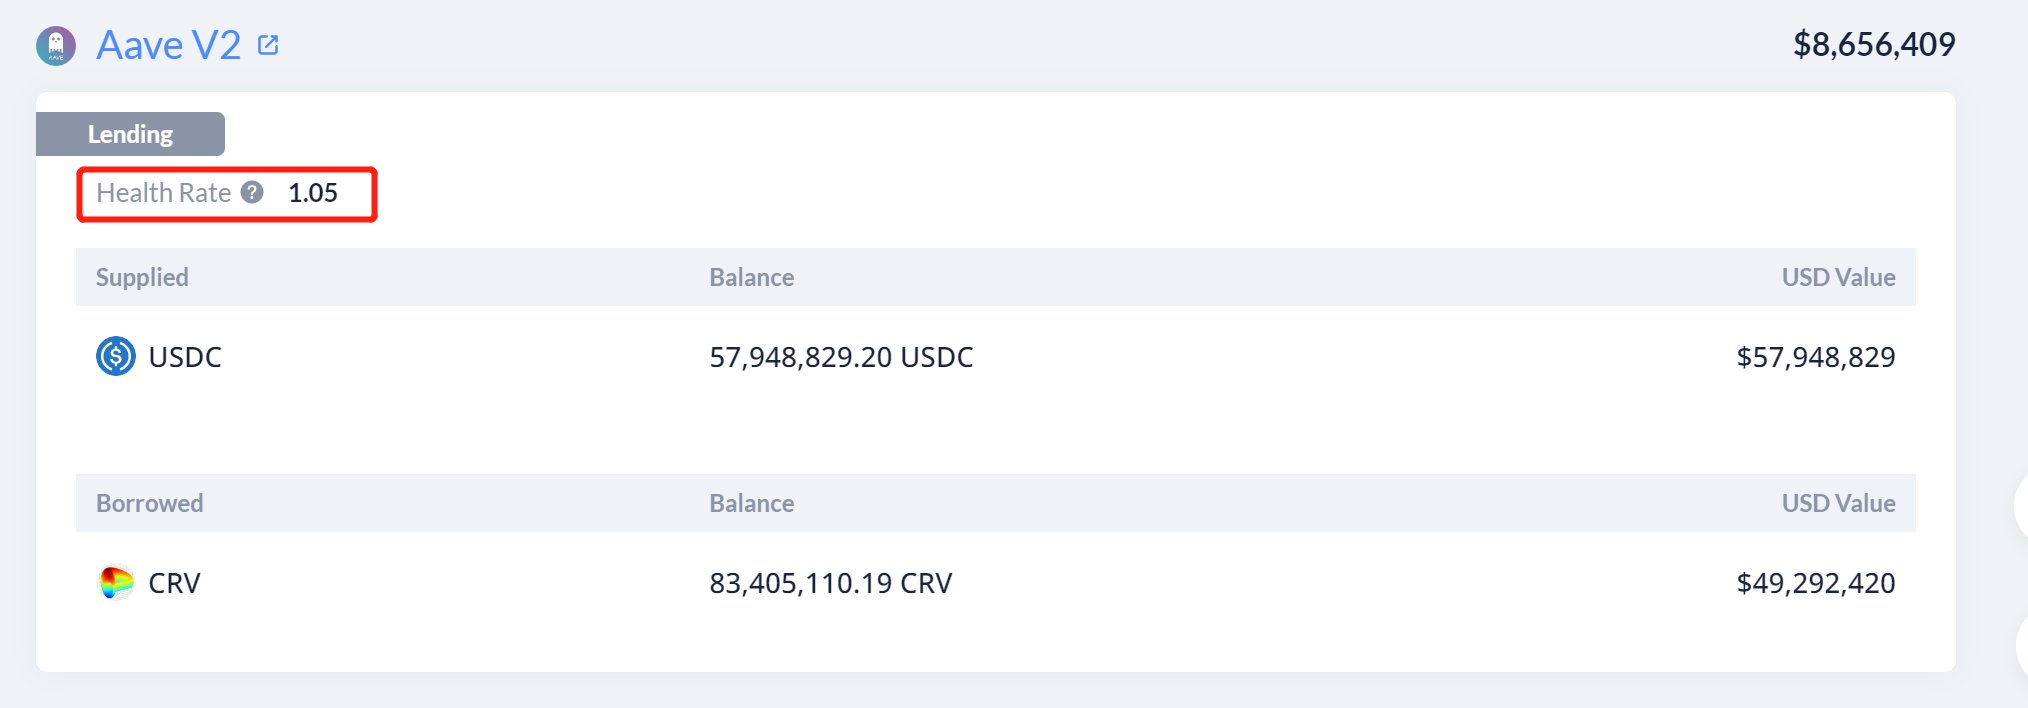 Aave V2 $8,656,409
Lending
Health Rate ? 1.05
Supplied Balance USD Value
USDC 57,948,829.20 USDC $57,948,829
Borrowed Balance USD Value
CRV 83,405,110.19 CRV $49,292,420